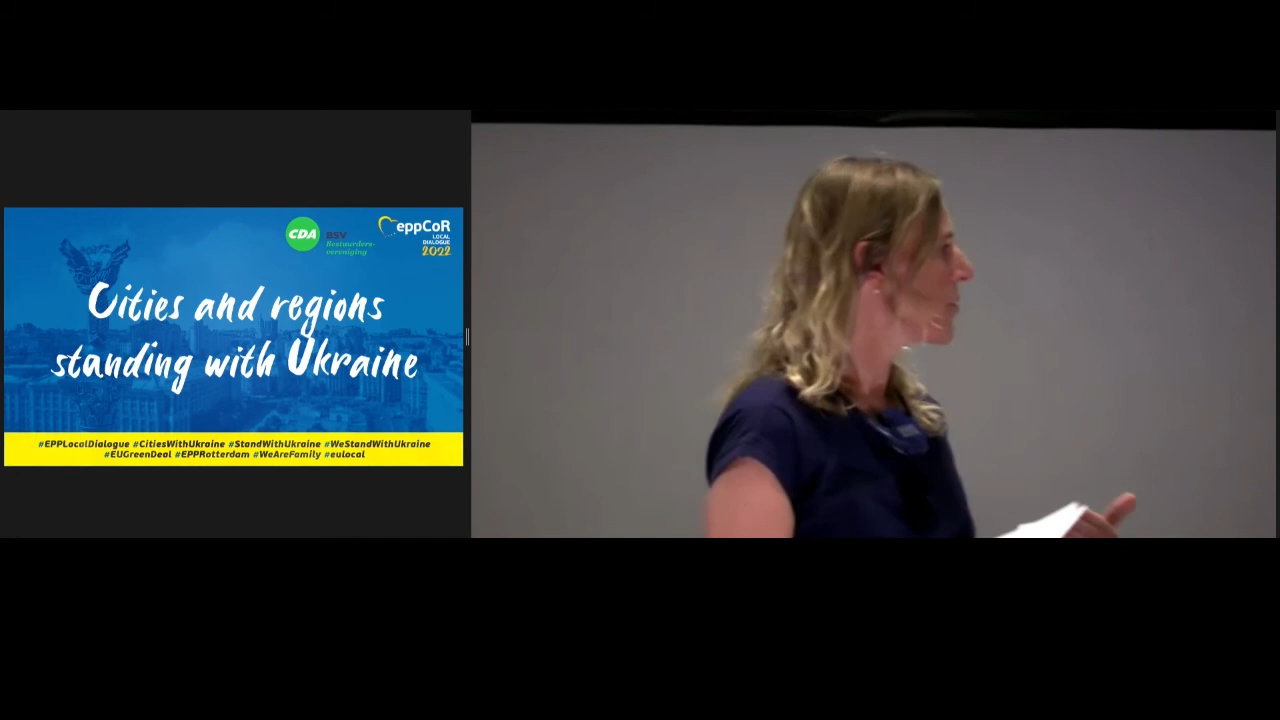 CDA
BSV
Bestuurders-
vereniging
eppCoR
LOCAL
DIALOGUE
2022
Cities and regions
standing with Ukraine
#EPPLocalDialogue #CitiesWithUkraine #StandWithUkraine #WeStandWithUkraine
#EUGreenDeal #EPPRotterdam #WeAreFamily #eulocal